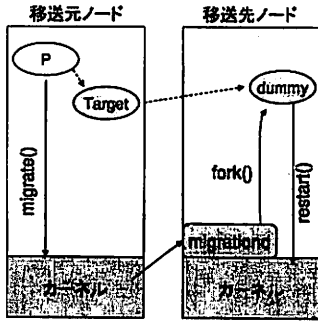 移送元ノード
移送先ノード
P
Target
dummy
migrate()
fork()
restart()
migrationd
カーネル
カーネル